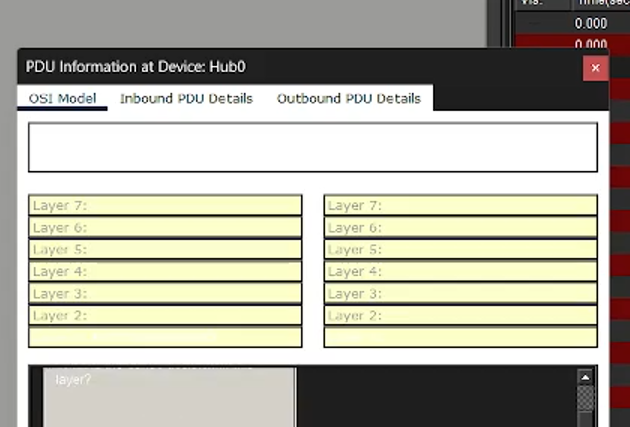 Vis. Time(sec
0.000
0.000
PDU Information at Device: Hub0
OSI Model Inbound PDU Details Outbound PDU Details
Layer 7: Layer 7:
Layer 6: Layer 6:
Layer 5: Layer 5:
Layer 4: Layer 4:
Layer 3: Layer 3:
Layer 2: Layer 2:
layer?